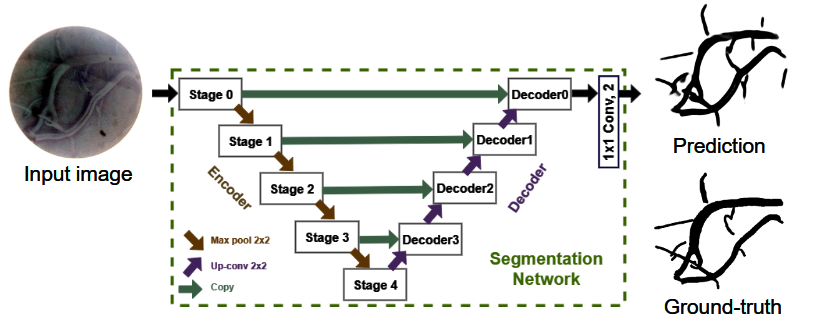 Input image
Stage 0
Decoder0
1x1 Conv, 2
Prediction
Stage 1
Decoder1
Encoder
Stage 2
Decoder2
Decoder
Stage 3
Decoder3
Stage 4
Max pool 2x2
Up-conv 2x2
Copy
Segmentation
Network
Ground-truth